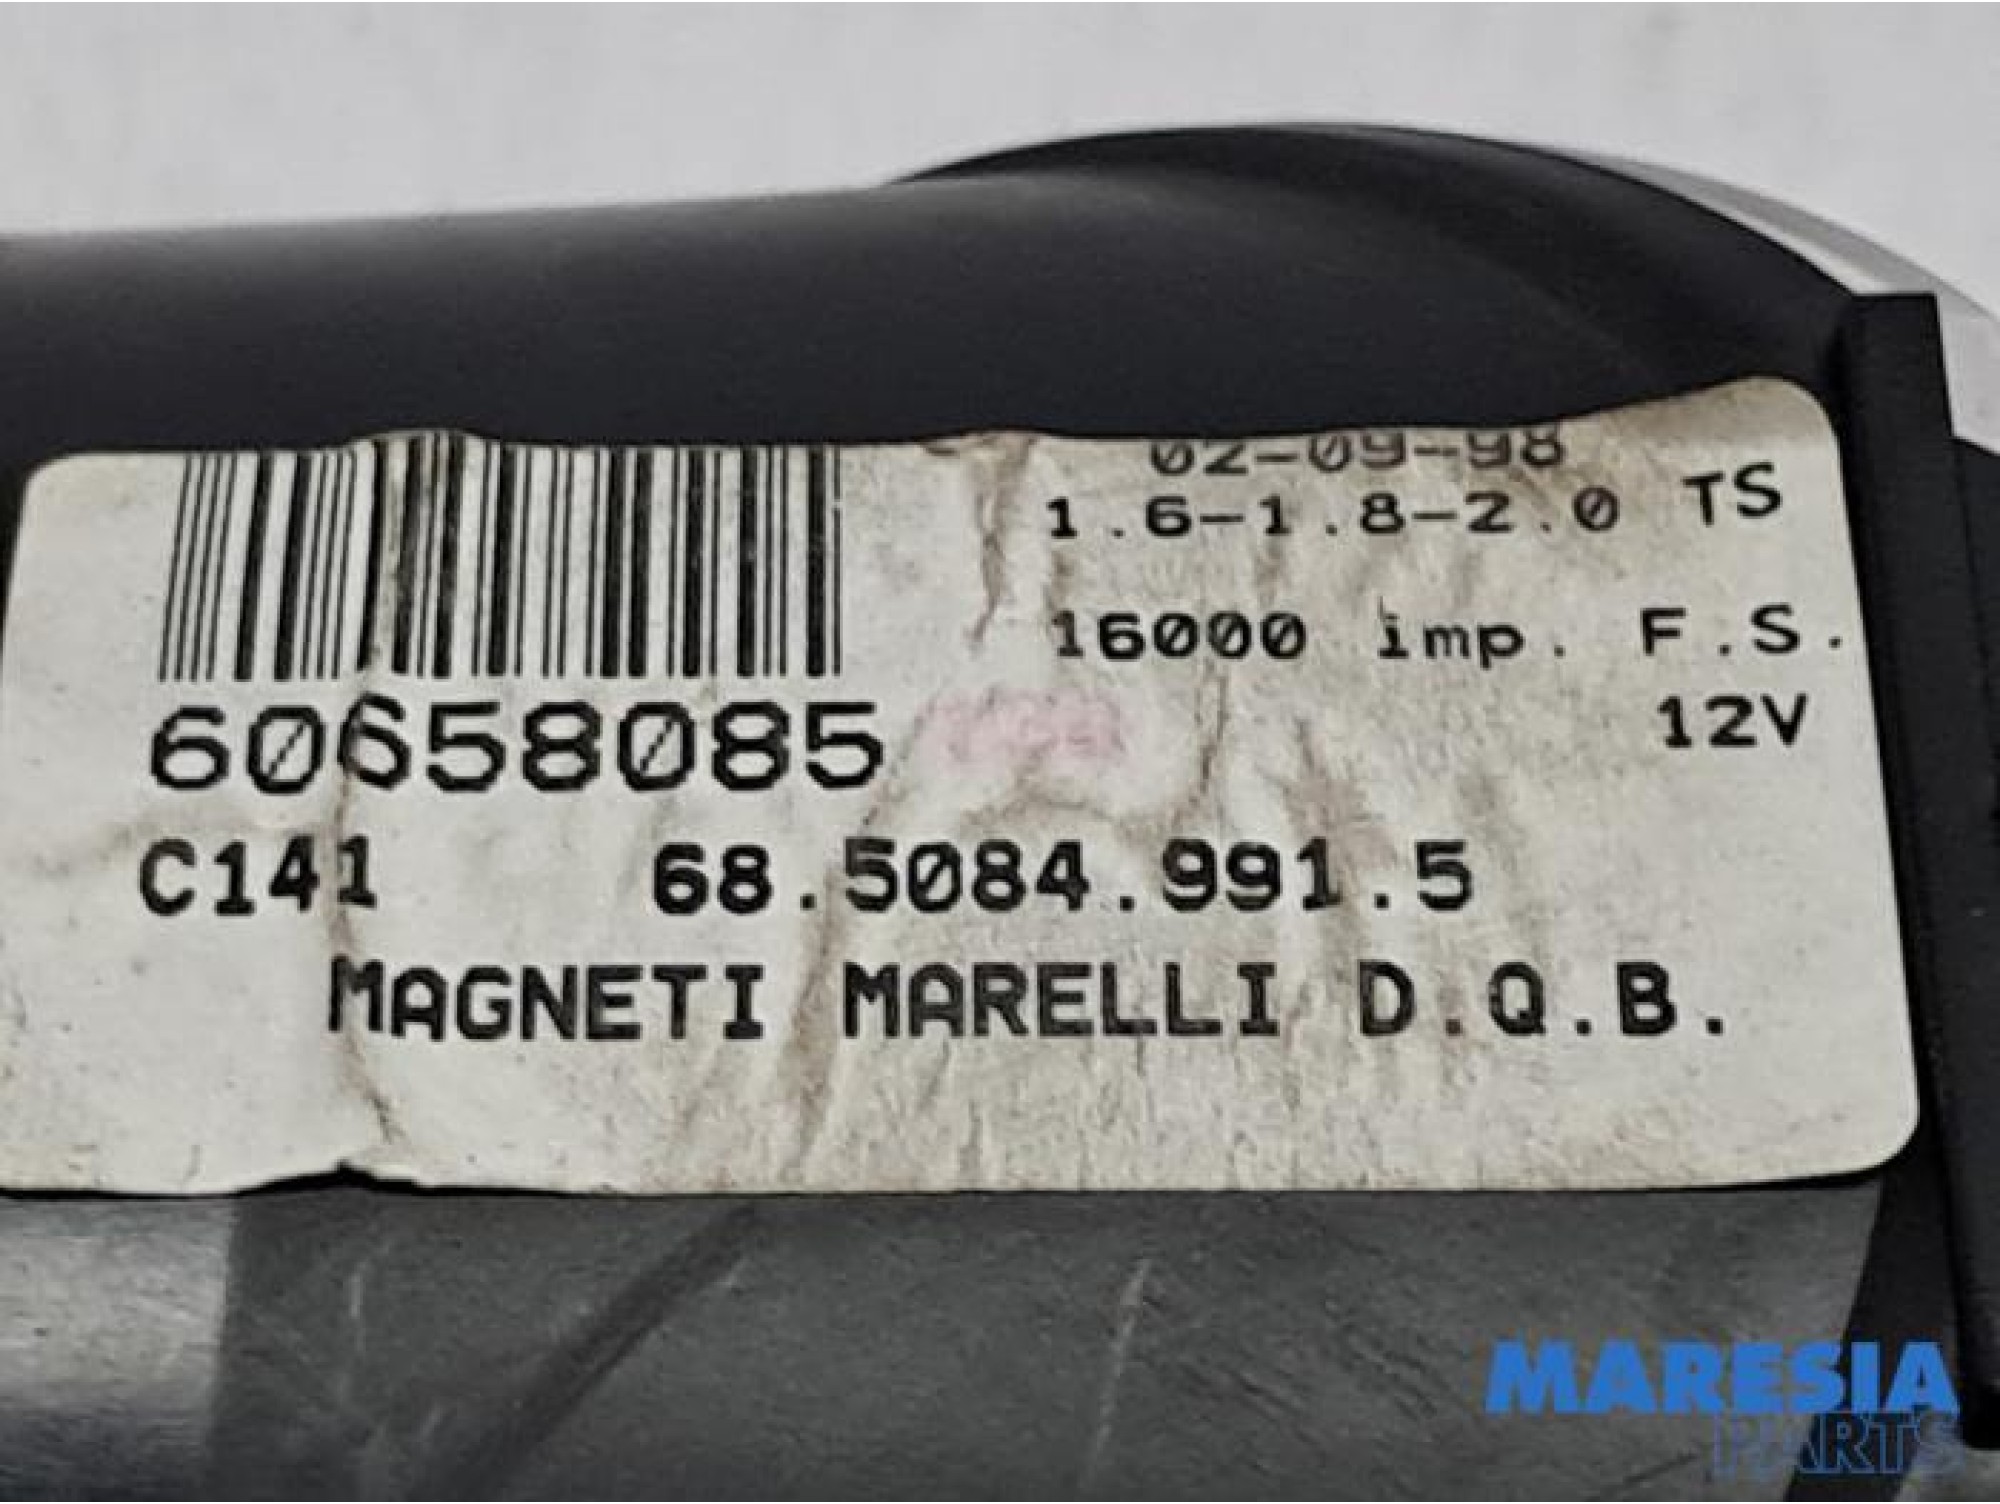 02-09-98
1.6-1.8-2.0 TS
16000 imp. F.S.
12V
60658085
C141 68.5084.991.5
MAGNETI MARELLI D.Q.B.
MARESIA
PARTS